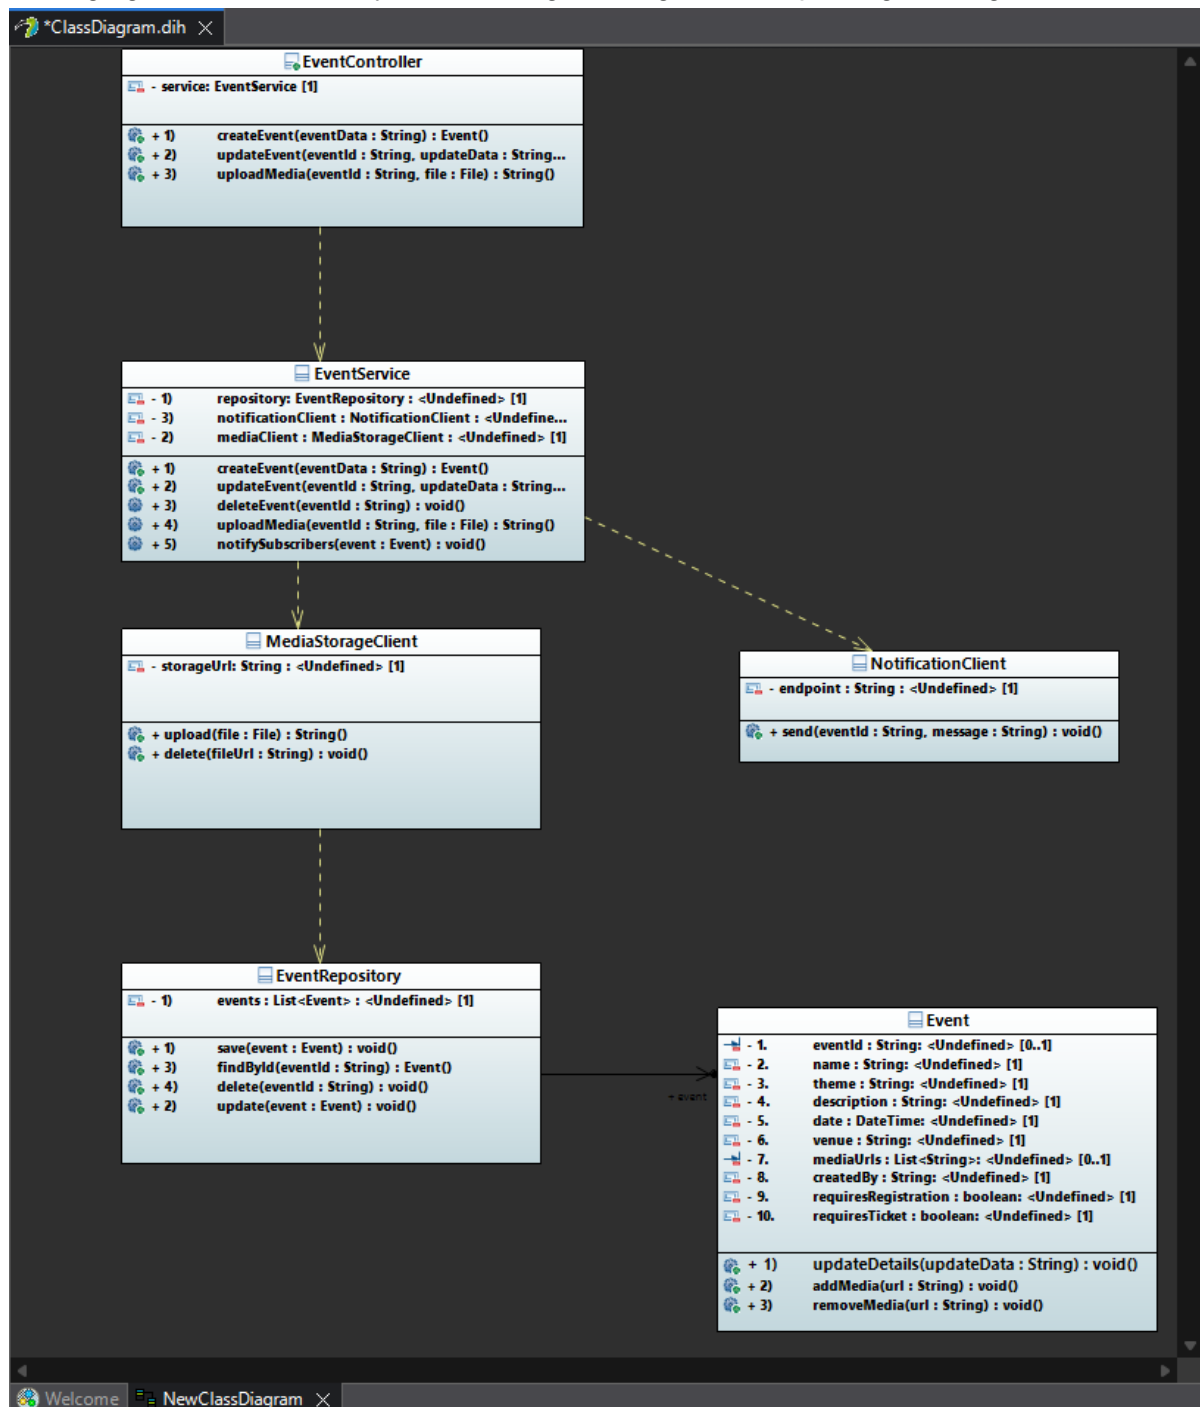 *ClassDiagram.dih
EventController
- service: EventService [1]
+ 1) createEvent(eventData : String) : Event()
+ 2) updateEvent(eventId : String, updateData : String...
+ 3) uploadMedia(eventId : String, file : File) : String()
EventService
- 1) repository: EventRepository : <Undefined> [1]
- 3) notificationClient : NotificationClient : <Undefine...
- 2) mediaClient : MediaStorageClient : <Undefined> [1]
+ 1) createEvent(eventData : String) : Event()
+ 2) updateEvent(eventId : String, updateData : String...
+ 3) deleteEvent(eventId : String) : void()
+ 4) uploadMedia(eventId : String, file : File) : String()
+ 5) notifySubscribers(event : Event) : void()
MediaStorageClient
- storageUrl: String : <Undefined> [1]
+ upload(file : File) : String()
+ delete(fileUrl : String) : void()
NotificationClient
- endpoint : String : <Undefined> [1]
+ send(eventId : String, message : String) : void()
EventRepository
- 1) events : List<Event> : <Undefined> [1]
+ 1) save(event : Event) : void()
+ 3) findById(eventId : String) : Event()
+ 4) delete(eventId : String) : void()
+ 2) update(event : Event) : void()
+ event
Event
- 1. eventId : String: <Undefined> [0..1]
- 2. name : String: <Undefined> [1]
- 3. theme : String: <Undefined> [1]
- 4. description : String: <Undefined> [1]
- 5. date : DateTime: <Undefined> [1]
- 6. venue : String: <Undefined> [1]
- 7. mediaUrls : List<String>: <Undefined> [0..1]
- 8. createdBy : String: <Undefined> [1]
- 9. requiresRegistration : boolean: <Undefined> [1]
- 10. requiresTicket : boolean: <Undefined> [1]
+ 1) updateDetails(updateData : String) : void()
+ 2) addMedia(url : String) : void()
+ 3) removeMedia(url : String) : void()
Welcome
NewClassDiagram